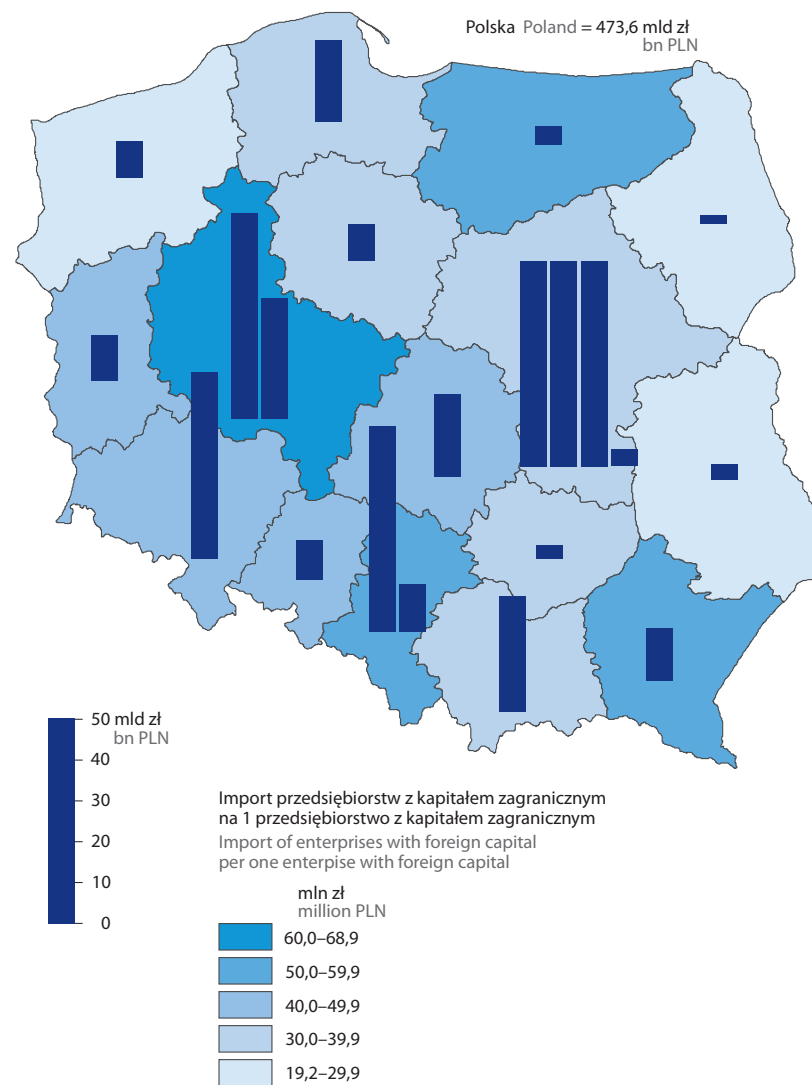 Polska Poland = 473,6 mld zł
bn PLN
50 mld zł
bn PLN
40
30
20
10
0
Import przedsiębiorstw z kapitałem zagranicznym
na 1 przedsiębiorstwo z kapitałem zagranicznym
Import of enterprises with foreign capital
per one enterpise with foreign capital
mln zł
million PLN
60,0–68,9
50,0–59,9
40,0–49,9
30,0–39,9
19,2–29,9